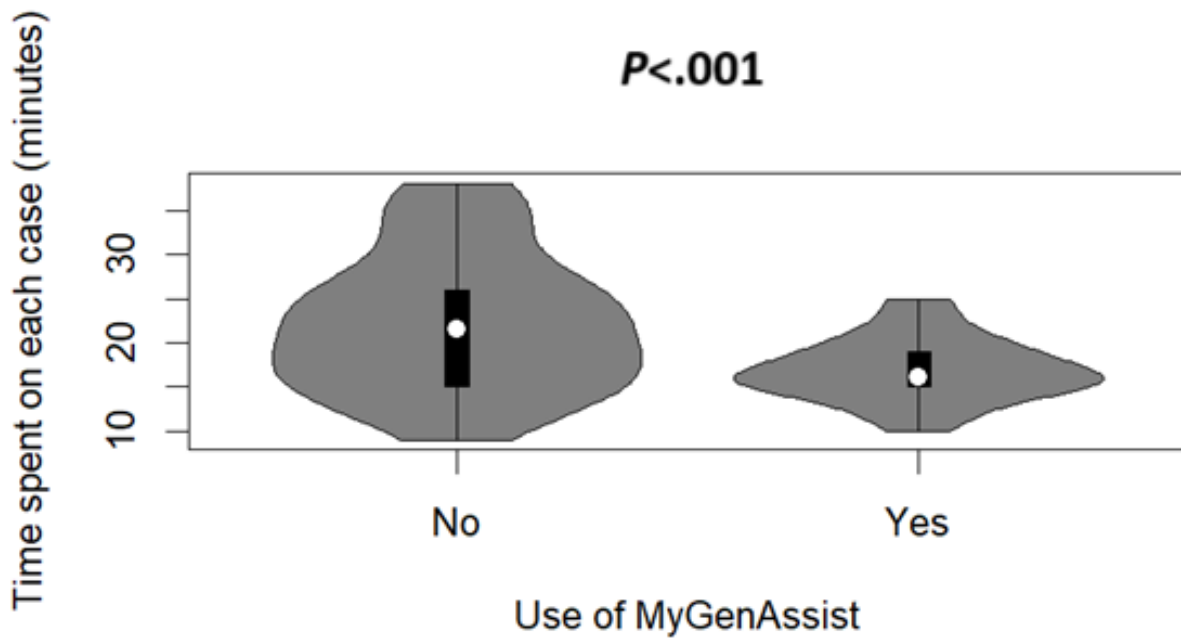 P<.001
Time spent on each case (minutes)
30
20
10
No Yes
Use of MyGenAssist